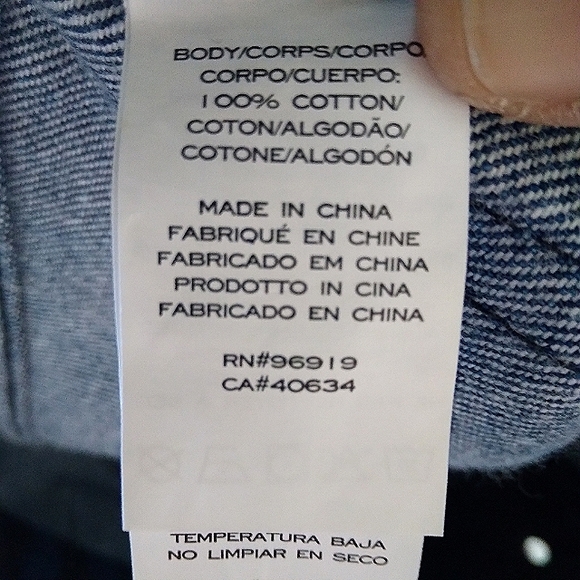 BODY/CORPS/CORPO
CORPO/CUERPO:
100% COTTON/
COTON/ALGODÃO/
COTONE/ALGODÓN
MADE IN CHINA
FABRIQUÉ EN CHINE
FABRICADO EM CHINA
PRODOTTO IN CINA
FABRICADO EN CHINA
RN#96919
CA#40634
TEMPERATURA BAJA
NO LIMPIAR EN SECO